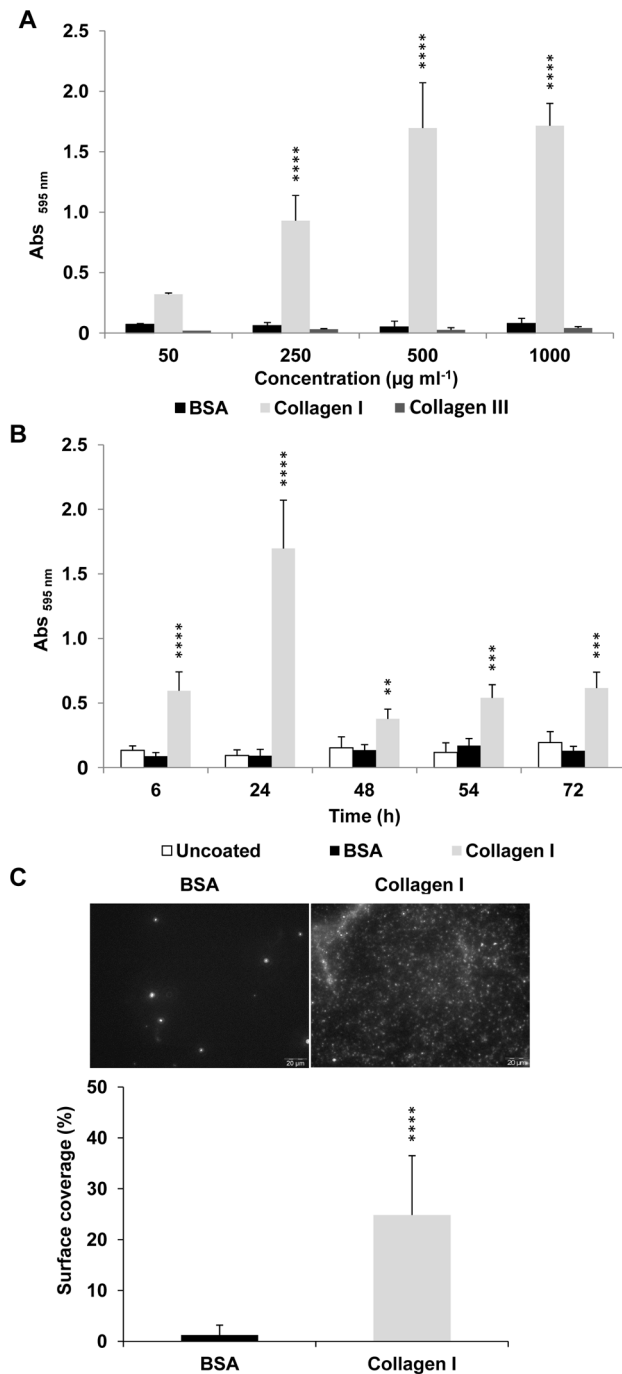 A
2.5
2.0
1.5
1.0
0.5
0
Abs 595 nm
****
****
****
50 250 500 1000
Concentration (µg ml-1)
BSA Collagen I Collagen III
B
2.5
2.0
1.5
1.0
0.5
0.0
Abs 595 nm
****
****
**
***
***
6 24 48 54 72
Time (h)
Uncoated BSA Collagen I
C
BSA Collagen I
20 µm
20 µm
50
40
30
20
10
0
Surface coverage (%)
****
BSA Collagen I